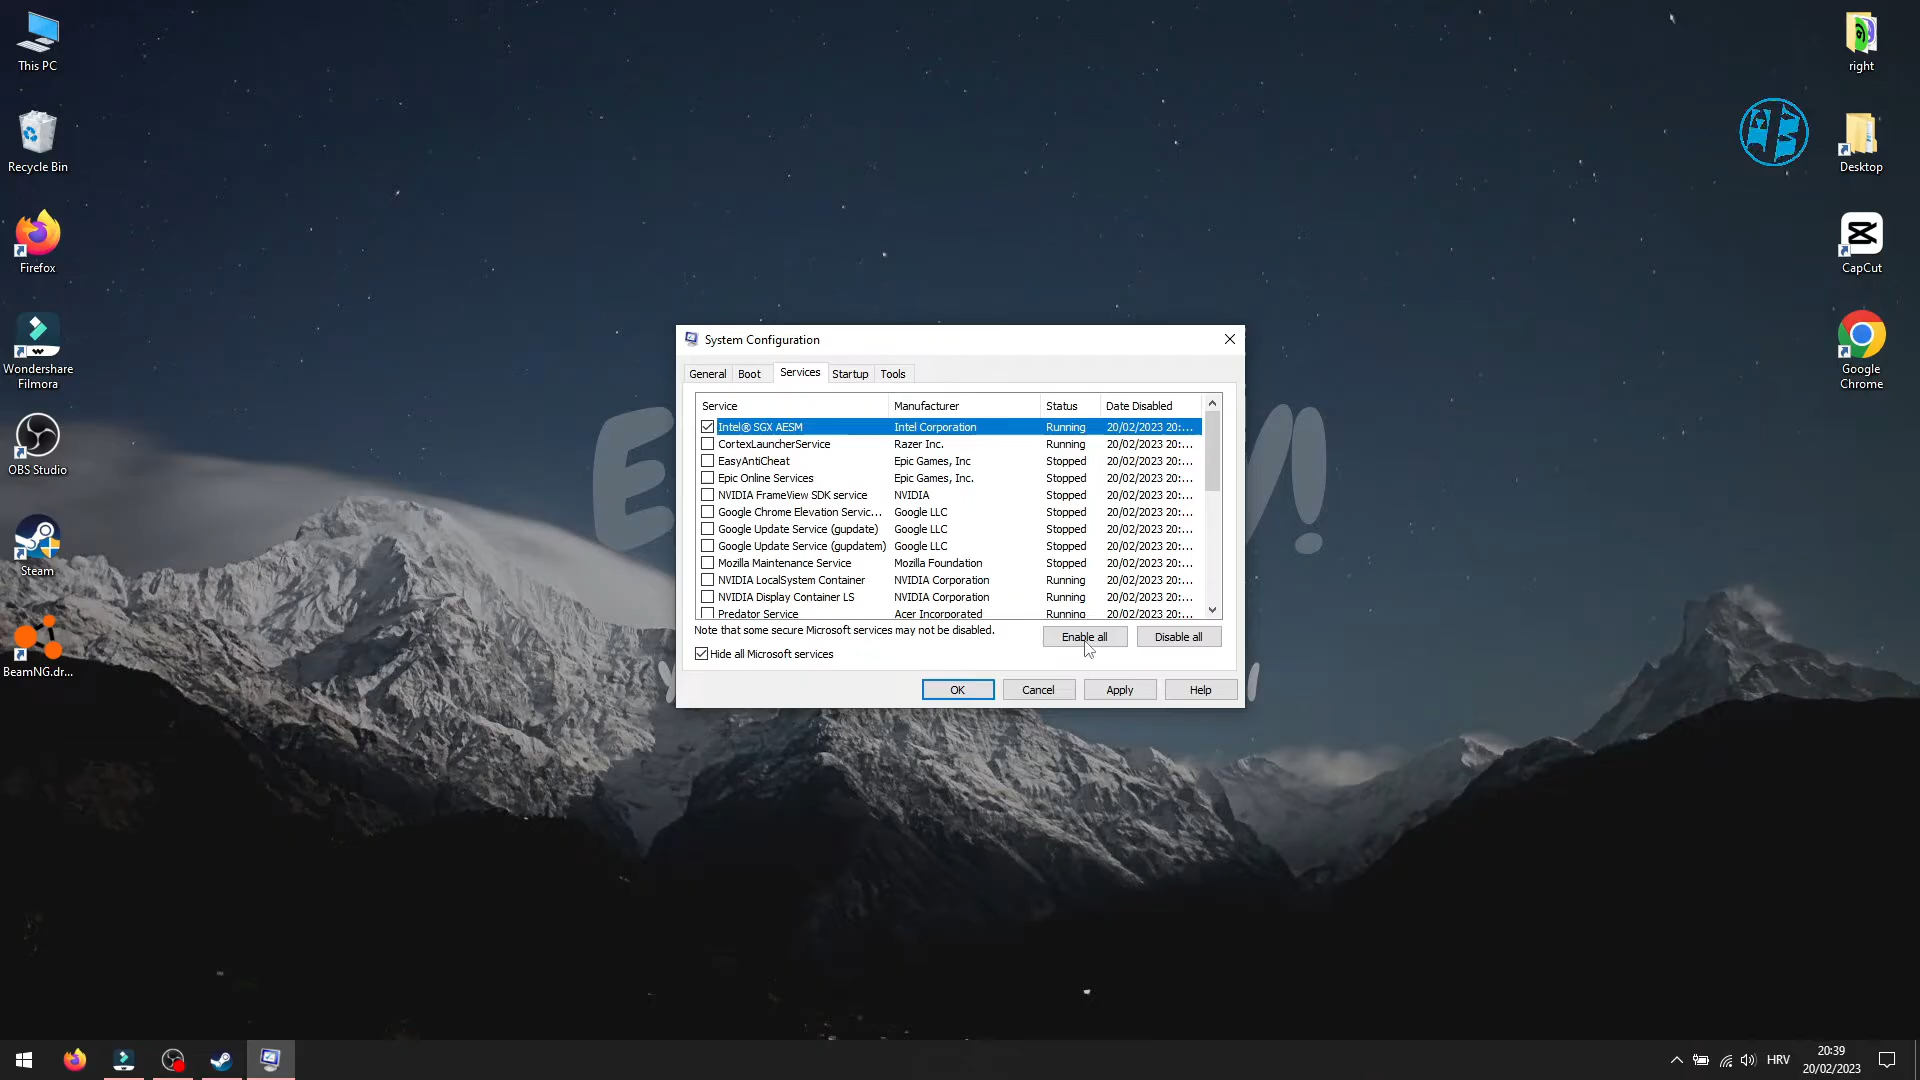 This PC
Recycle Bin
Firefox
Wondershare
Filmora
OBS Studio
Steam
BeamNG.dr...
right
Desktop
CapCut
Google
Chrome
System Configuration
General Boot Services Startup Tools
Service Manufacturer Status Date Disabled
Intel® SGX AESM Intel Corporation Running 20/02/2023 20:...
CortexLauncherService Razer Inc. Running 20/02/2023 20:...
EasyAntiCheat Epic Games, Inc Stopped 20/02/2023 20:...
Epic Online Services Epic Games, Inc. Stopped 20/02/2023 20:...
NVIDIA FrameView SDK service NVIDIA Stopped 20/02/2023 20:...
Google Chrome Elevation Servic... Google LLC Stopped 20/02/2023 20:...
Google Update Service (gupdate) Google LLC Stopped 20/02/2023 20:...
Google Update Service (gupdatem) Google LLC Stopped 20/02/2023 20:...
Mozilla Maintenance Service Mozilla Foundation Stopped 20/02/2023 20:...
NVIDIA LocalSystem Container NVIDIA Corporation Running 20/02/2023 20:...
NVIDIA Display Container LS NVIDIA Corporation Running 20/02/2023 20:...
Predator Service Acer Incorporated Running 20/02/2023 20:...
Note that some secure Microsoft services may not be disabled.
Enable all Disable all
Hide all Microsoft services
OK Cancel Apply Help
HRV
20:39
20/02/2023